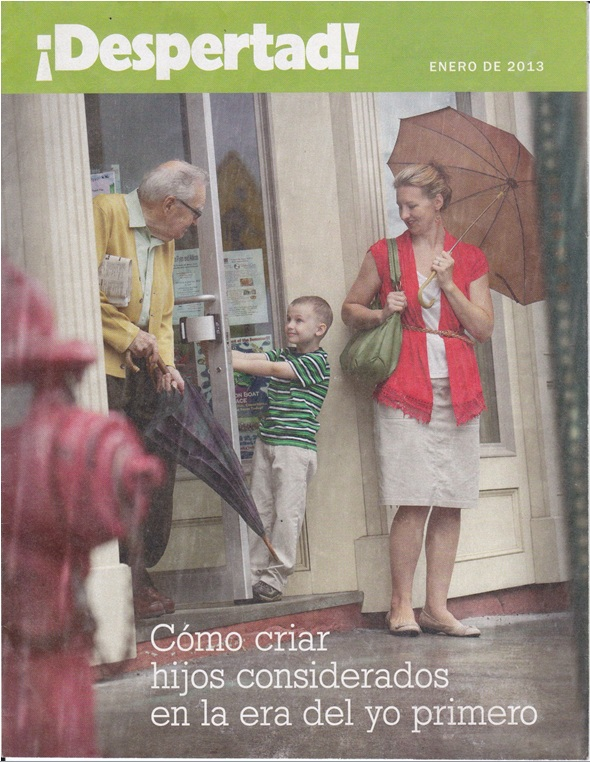 ¡Despertad!
ENERO DE 2013
Cómo criar
hijos considerados
en la era del yo primero